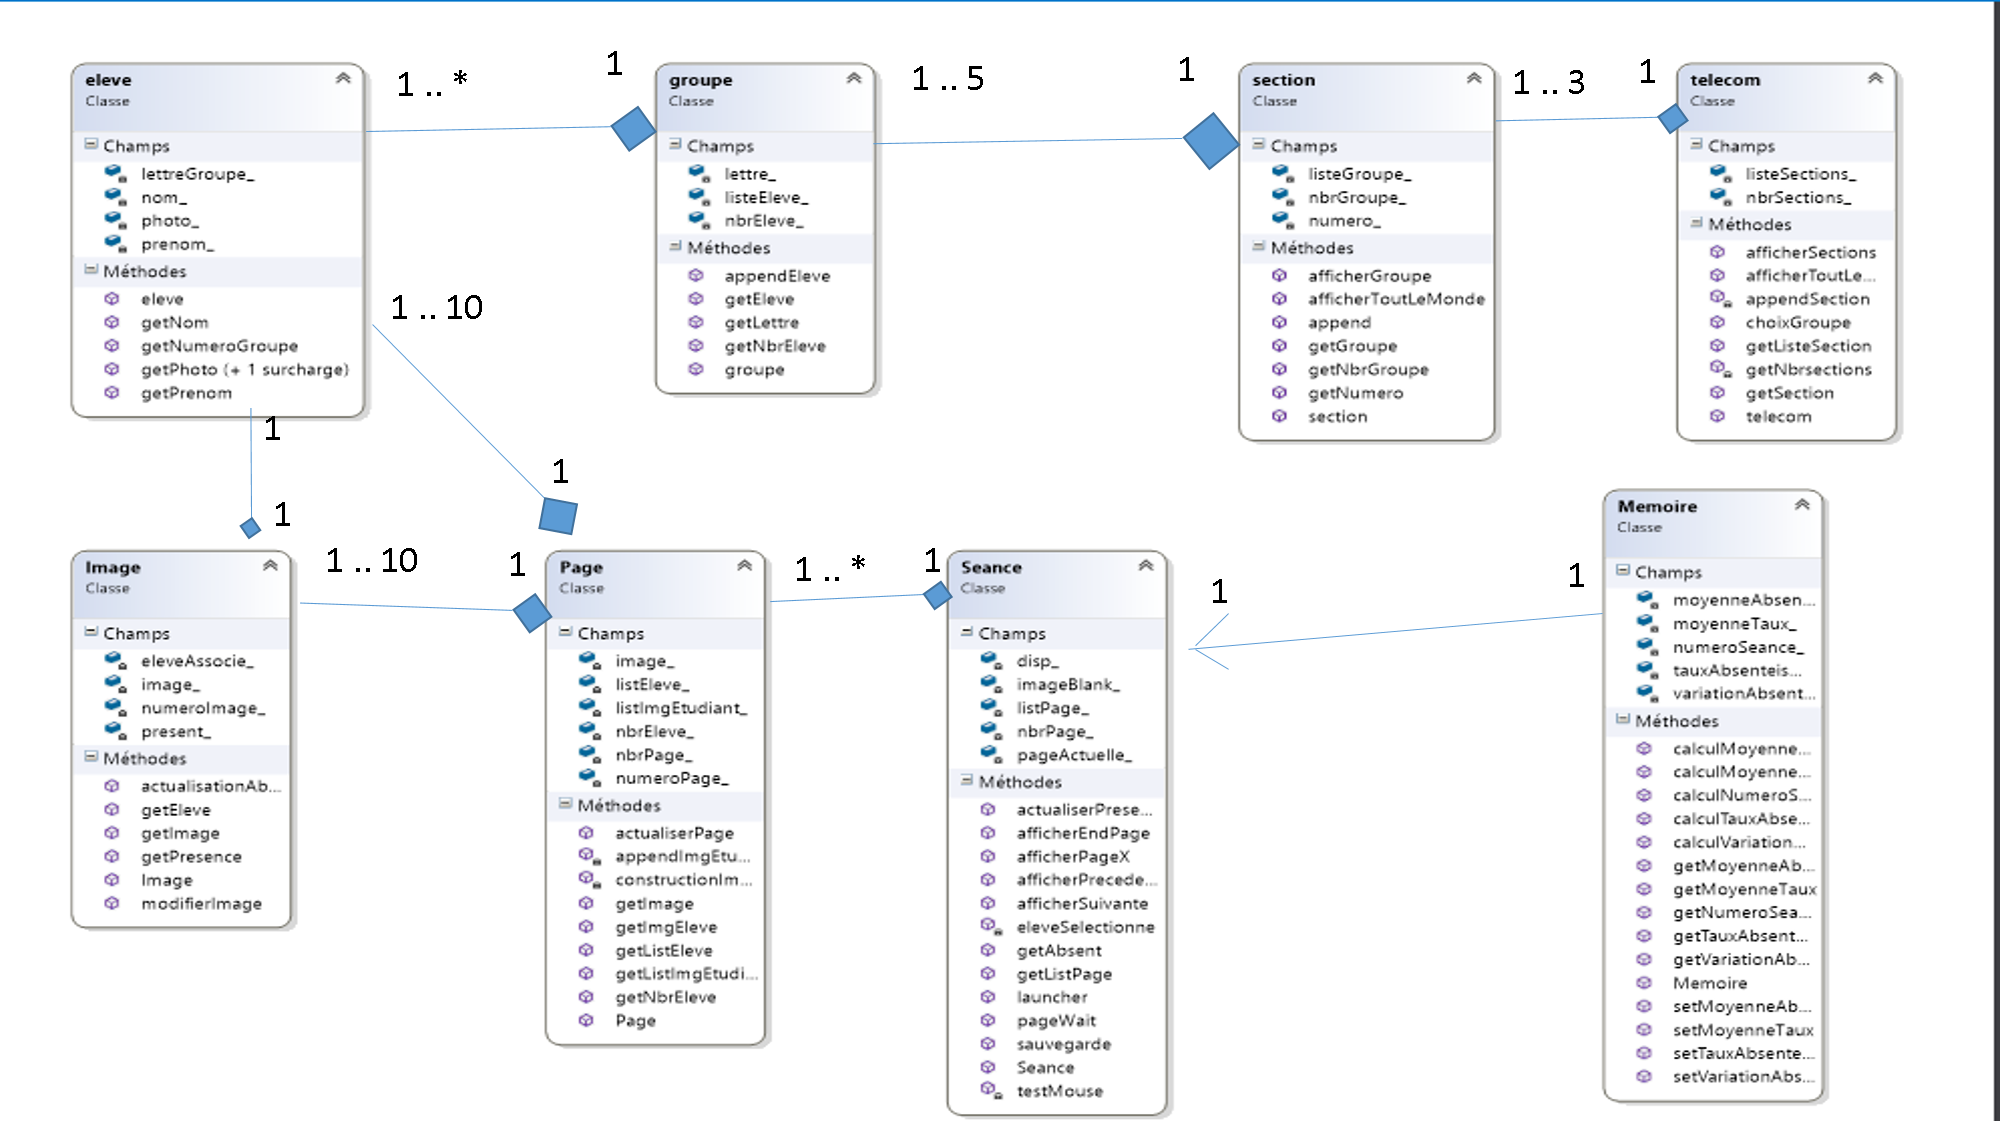 eleve
Classe
Champs
lettreGroupe_
nom_
photo_
prenom_
Méthodes
eleve
getNom
getNumeroGroupe
getPhoto (+ 1 surcharge)
getPrenom
1 .. *
1
groupe
Classe
Champs
lettre_
listeEleve_
nbrEleve_
Méthodes
appendEleve
getEleve
getLettre
getNbrEleve
groupe
1 .. 5
1
section
Classe
Champs
listeGroupe_
nbrGroupe_
numero_
Méthodes
afficherGroupe
afficherToutLeMonde
append
getGroupe
getNbrGroupe
getNumero
section
1 .. 3
1
telecom
Classe
Champs
listeSections_
nbrSections_
Méthodes
afficherSections
afficherToutLe...
appendSection
choixGroupe
getListeSection
getNbrsections
getSection
telecom
1 .. 10
1
1
1
Image
Classe
Champs
eleveAssocie_
image_
numeroImage_
present_
Méthodes
actualisationAb...
getEleve
getImage
getPresence
Image
modifierImage
1 .. 10
1
Page
Classe
Champs
image_
listEleve_
listImgEtudiant_
nbrEleve_
nbrPage_
numeroPage_
Méthodes
actualiserPage
appendImgEtu...
constructionIm...
getImage
getImgEleve
getListEleve
getListImgEtudi...
getNbrEleve
Page
1 .. *
1
Seance
Classe
Champs
disp_
imageBlank_
listPage_
nbrPage_
pageActuelle_
Méthodes
actualiserPrese...
afficherEndPage
afficherPageX
afficherPrecede...
afficherSuivante
eleveSelectionne
getAbsent
getListPage
launcher
pageWait
sauvegarde
Seance
testMouse
1
1
Memoire
Classe
Champs
moyenneAbsen...
moyenneTaux_
numeroSeance_
tauxAbsenteis...
variationAbsent...
Méthodes
calculMoyenne...
calculMoyenne...
calculNumeroS...
calculTauxAbse...
calculVariation...
getMoyenneAb...
getMoyenneTaux
getNumeroSea...
getTauxAbsent...
getVariationAb...
Memoire
setMoyenneAb...
setMoyenneTaux
setTauxAbsente...
setVariationAbs...